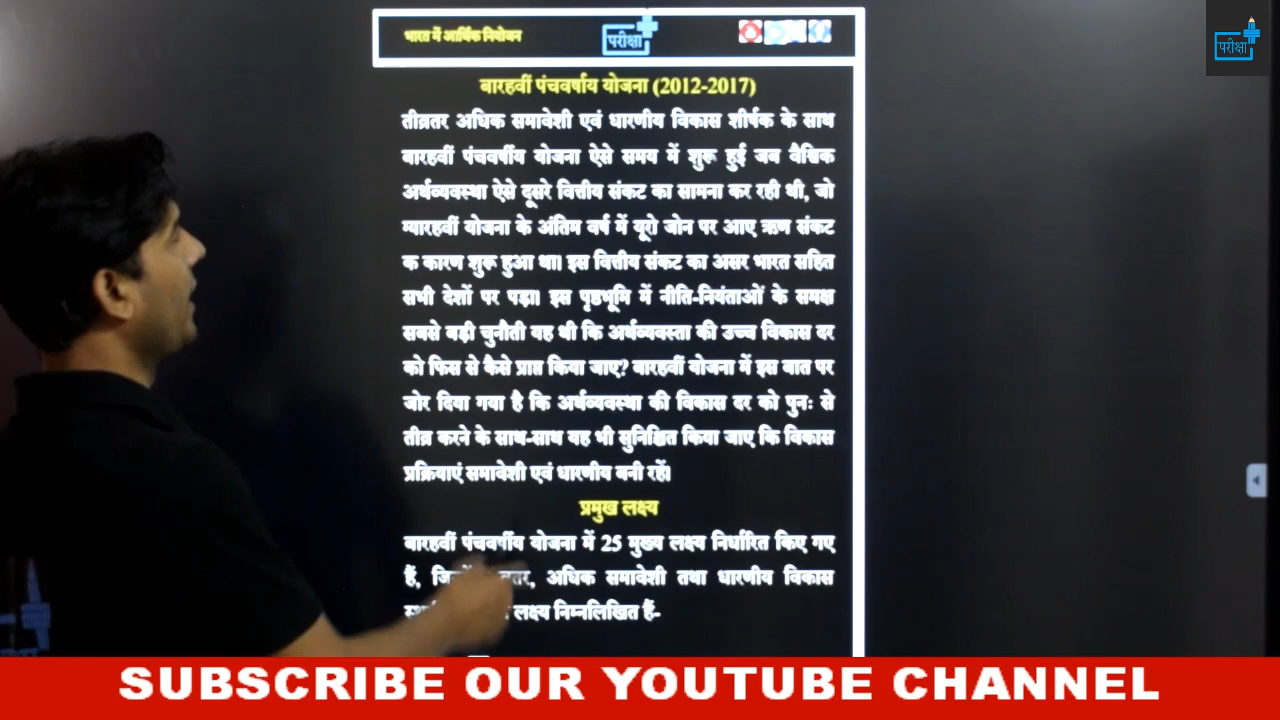 भारत में आर्थिक नियोजन
परीक्षा
परीक्षा
बारहवीं पंचवर्षीय योजना (2012-2017)
तीव्रतर अधिक समावेशी एवं धारणीय विकास शीर्षक के साथ
बारहवीं पंचवर्षीय योजना ऐसे समय में शुरू हुई जब वैश्विक
अर्थव्यवस्था ऐसे दूसरे वित्तीय संकट का सामना कर रही थी, जो
ग्यारहवीं योजना के अंतिम वर्ष में यूरो जोन पर आए ऋण संकट
क कारण शुरू हुआ था। इस वित्तीय संकट का असर भारत सहित
सभी देशों पर पड़ा। इस पृष्ठभूमि में नीति-नियंताओं के समक्ष
सबसे बड़ी चुनौती यह थी कि अर्थव्यवस्ता की उच्च विकास दर
को फिस से कैसे प्राप्त किया जाए? बारहवीं योजना में इस बात पर
जोर दिया गया है कि अर्थव्यवस्था की विकास दर को पुनः से
तीव्र करने के साथ-साथ यह भी सुनिश्चित किया जाए कि विकास
प्रक्रियाएं समावेशी एवं धारणीय बनी रहें।
प्रमुख लक्ष्य
बारहवीं पंचवर्षीय योजना में 25 मुख्य लक्ष्य निर्धारित किए गए
हैं, अधिक समावेशी तथा धारणीय विकास
लक्ष्य निम्नलिखित हैं-
SUBSCRIBE OUR YOUTUBE CHANNEL